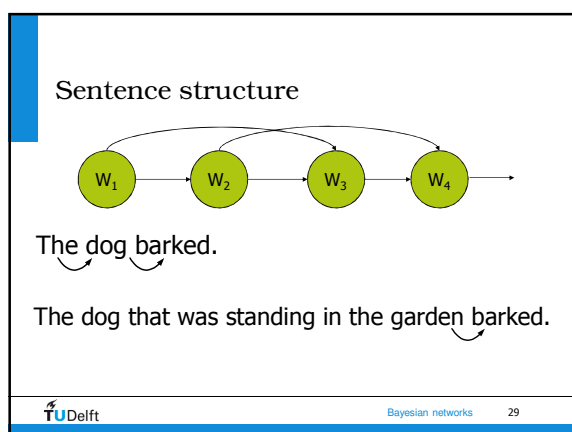 Sentence structure
W₁ W₂ W₃ W₄
The dog barked.
The dog that was standing in the garden barked.
TUDelft Bayesian networks 29